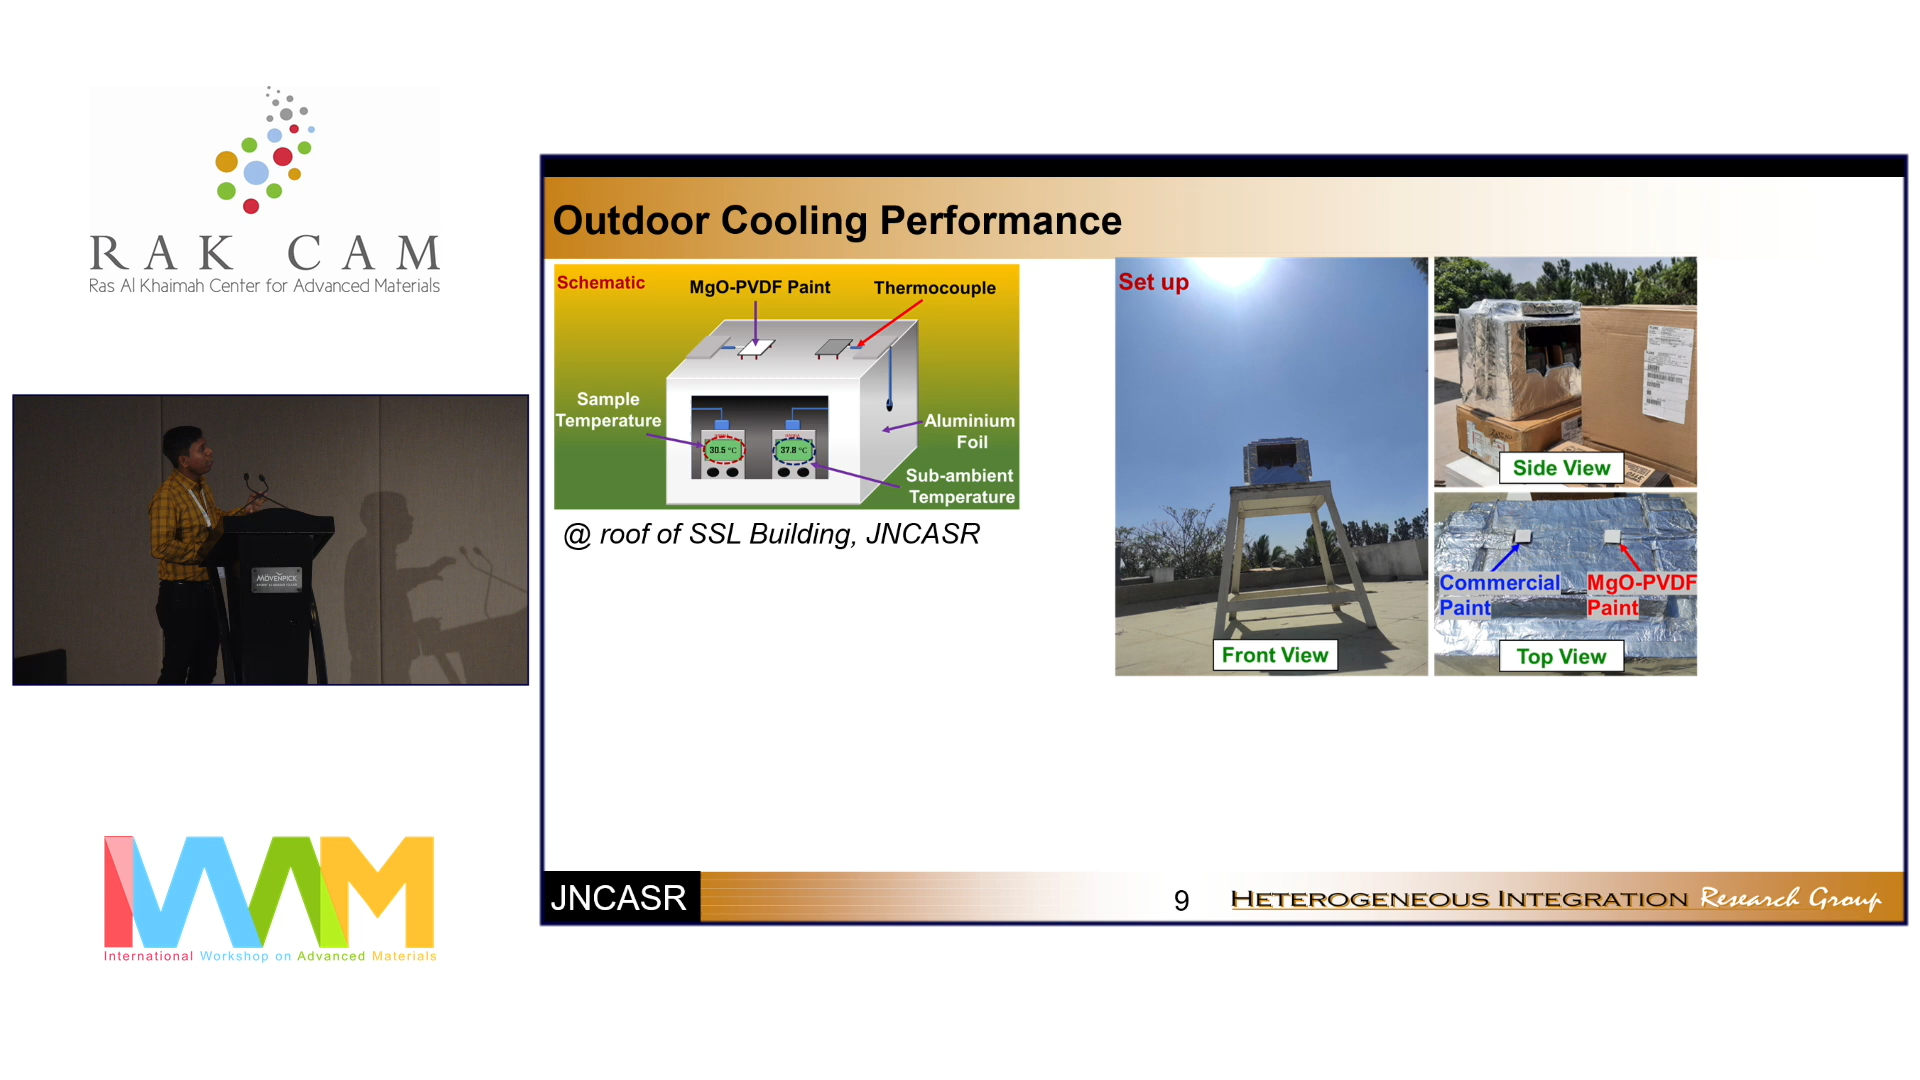 RAK CAM
Ras Al Khaimah Center for Advanced Materials
MÖVENPICK
International Workshop on Advanced Materials
Outdoor Cooling Performance
Schematic
MgO-PVDF Paint
Thermocouple
Sample
Temperature
30.5 °C
37.8 °C
Aluminium
Foil
Sub-ambient
Temperature
@ roof of SSL Building, JNCASR
Set up
Front View
Side View
Commercial
Paint
MgO-PVDF
Paint
Top View
JNCASR
9
HETEROGENEOUS INTEGRATION Research Group